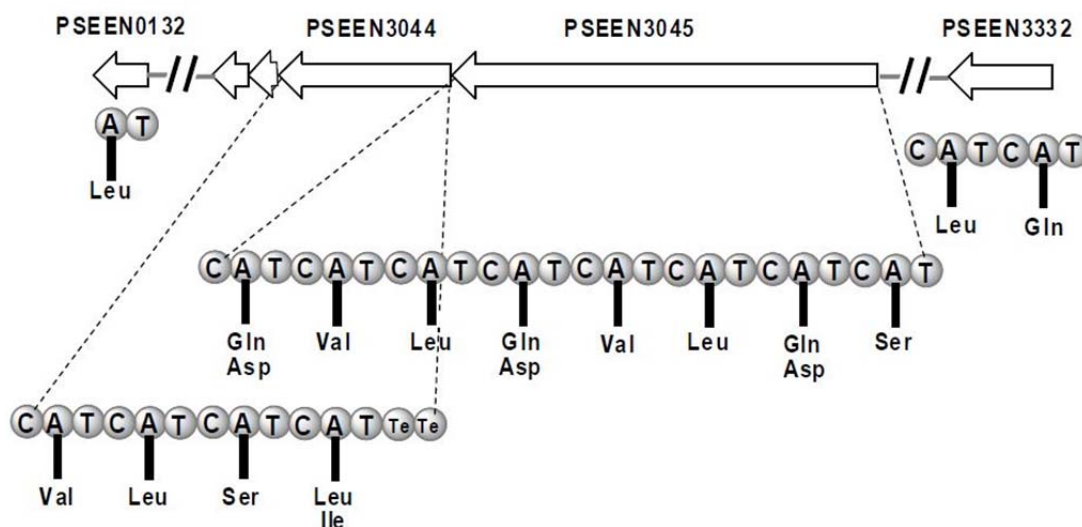 PSEEN0132 PSEEN3044 PSEEN3045 PSEEN3332
A T
Leu
C A T C A T
Leu Gln
C A T C A T C A T C A T C A T C A T C A T C A T
Gln Val Leu Gln Val Leu Gln Ser
Asp Asp Asp
C A T C A T C A T C A T Te Te
Val Leu Ser Leu
Ile